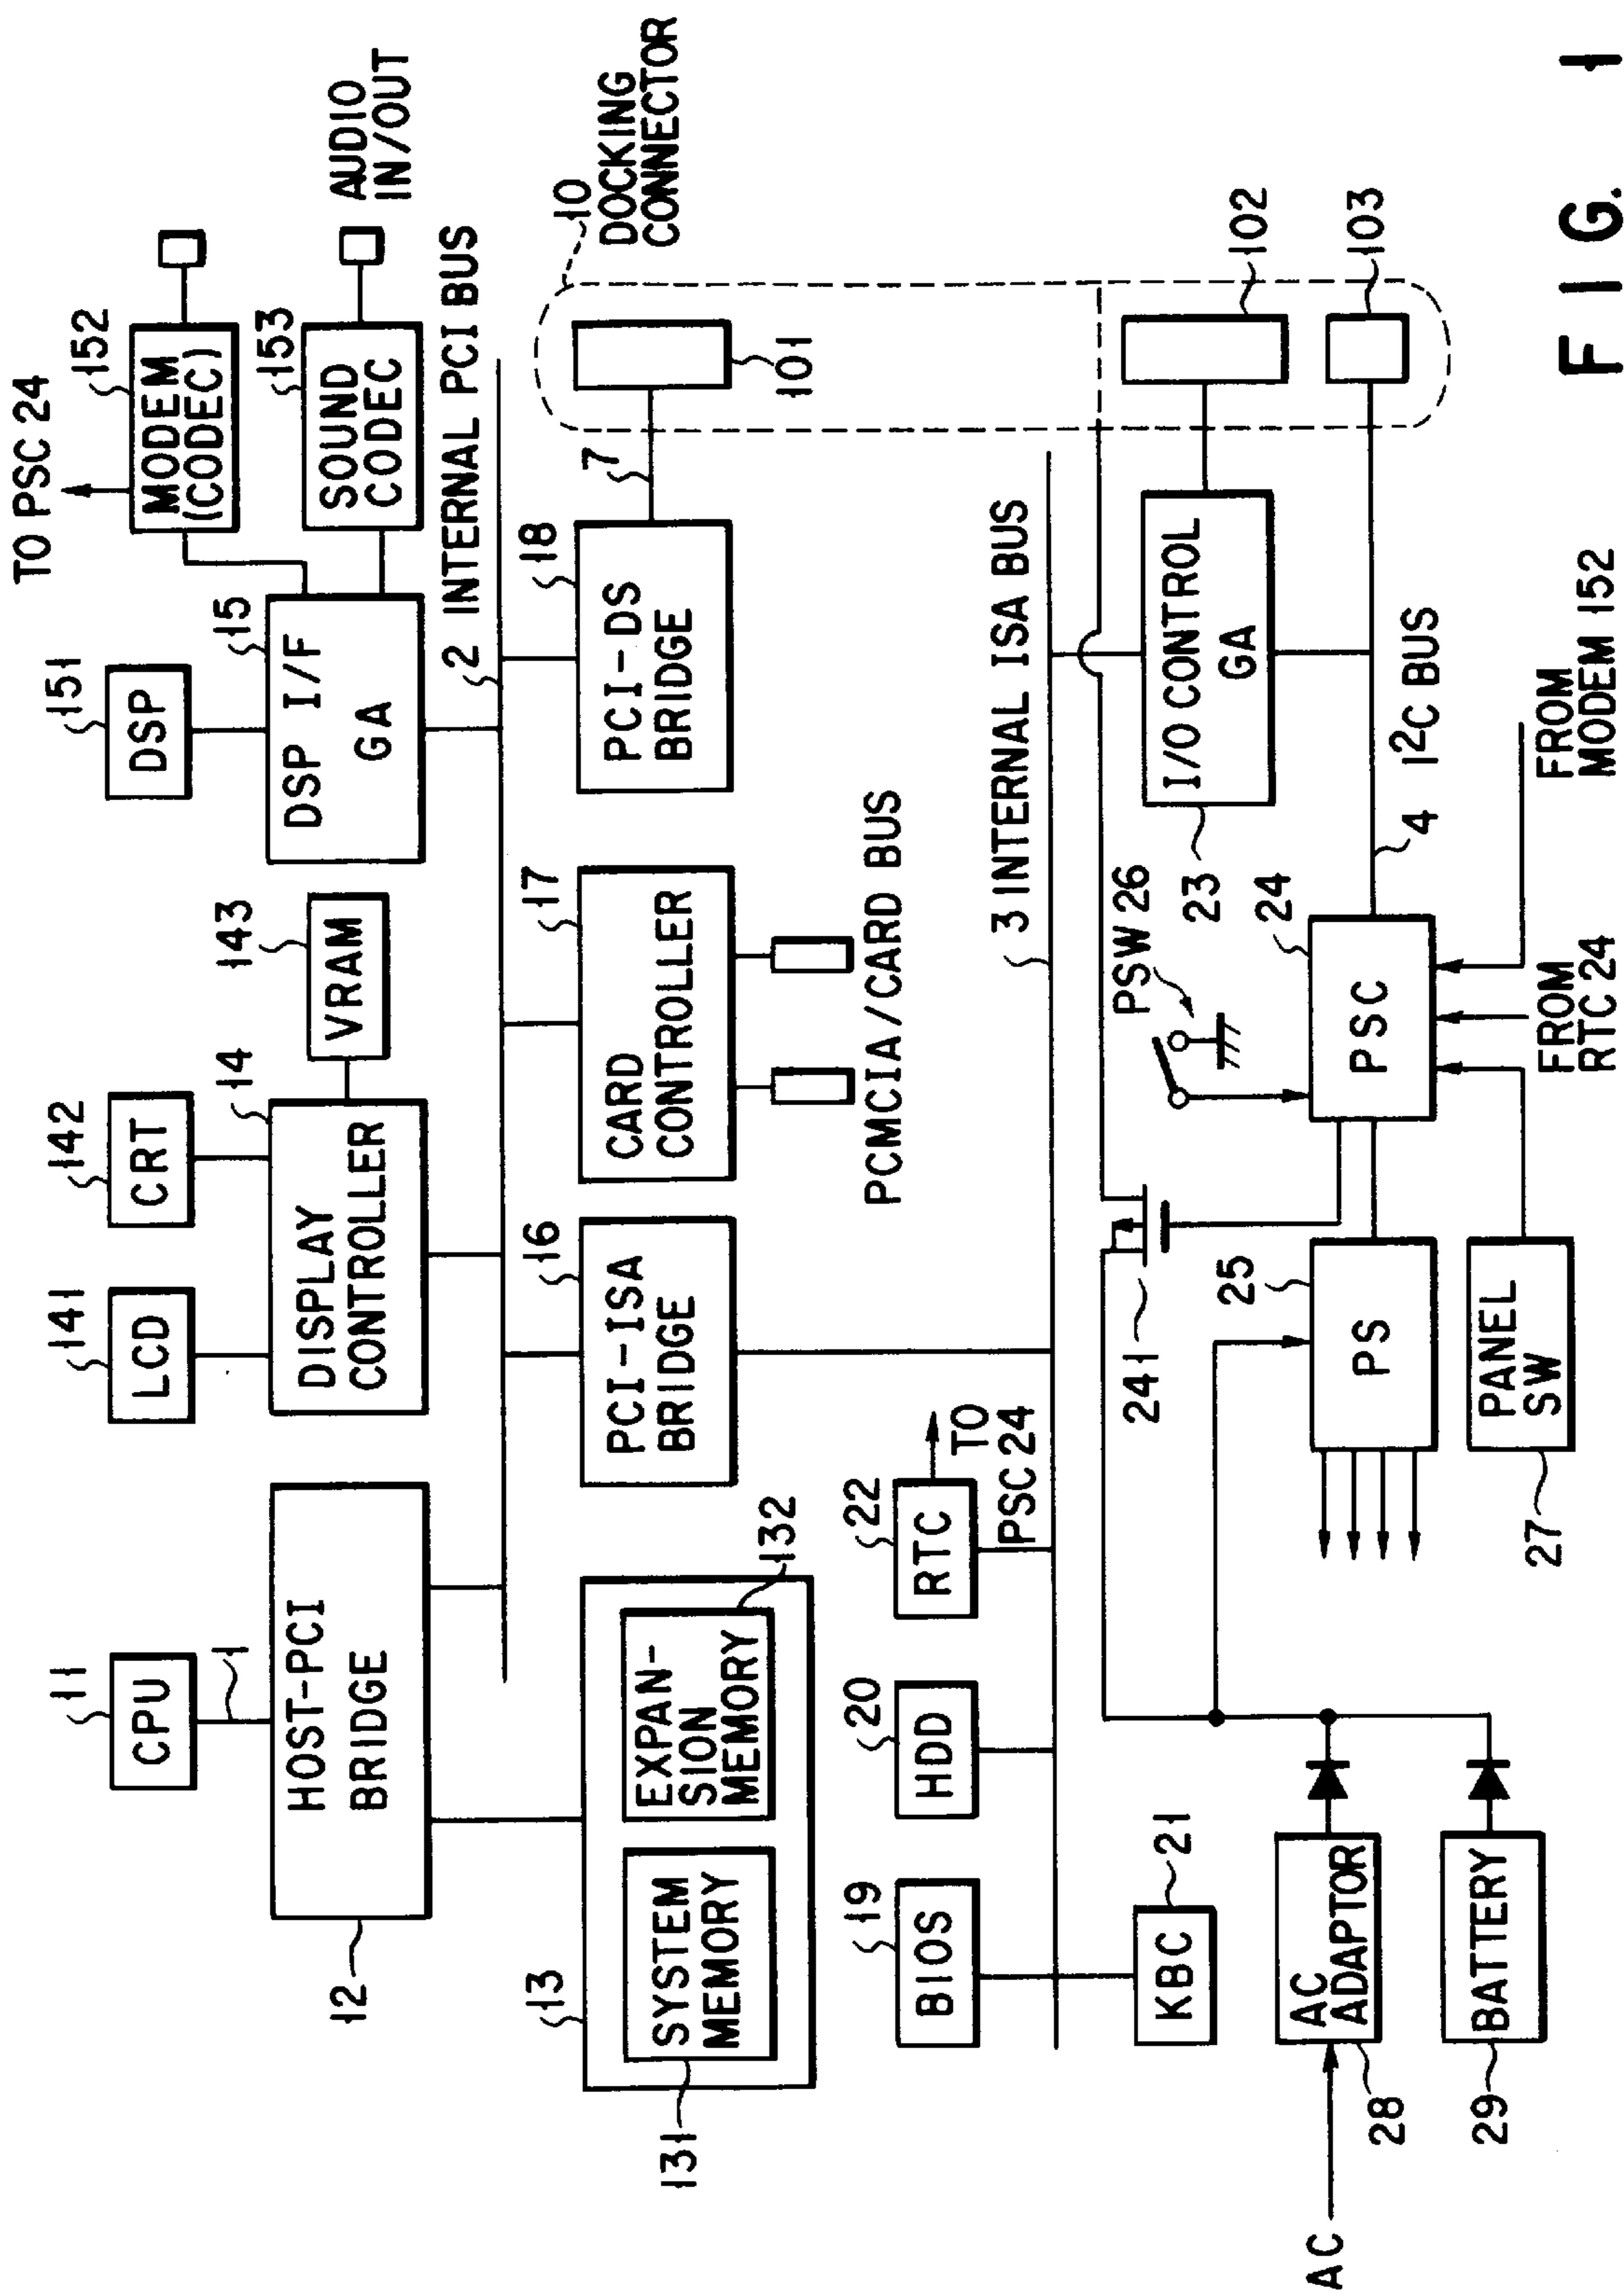 TO PSC 24
151
DSP
152
MODEM
(CODEC)
AUDIO
IN/OUT
11
CPU
141
LCD
142
CRT
143
VRAM
15
DSP I/F
GA
153
SOUND
CODEC
1
12
HOST-PCI
BRIDGE
14
DISPLAY
CONTROLLER
2 INTERNAL PCI BUS
13
131
SYSTEM
MEMORY
132
EXPAN-
SION
MEMORY
16
PCI-ISA
BRIDGE
17
CARD
CONTROLLER
PCMCIA/CARD BUS
18
PCI-DS
BRIDGE
7
101
10
DOCKING
CONNECTOR
19
BIOS
20
HDD
22
RTC
TO
PSC 24
3 INTERNAL ISA BUS
21
KBC
241
PSW 26
23
I/O CONTROL
GA
102
103
AC
28
AC
ADAPTOR
29
BATTERY
25
PS
24
PSC
4
I2C BUS
27
PANEL
SW
FROM
RTC 24
FROM
MODEM 152
FIG. 1